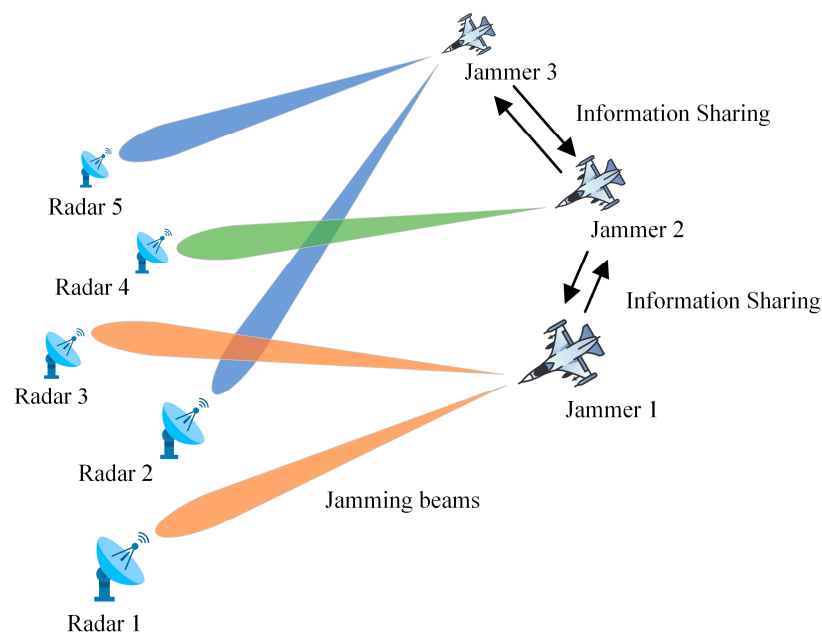 Jammer 3
Information Sharing
Radar 5
Jammer 2
Radar 4
Information Sharing
Radar 3
Jammer 1
Radar 2
Jamming beams
Radar 1